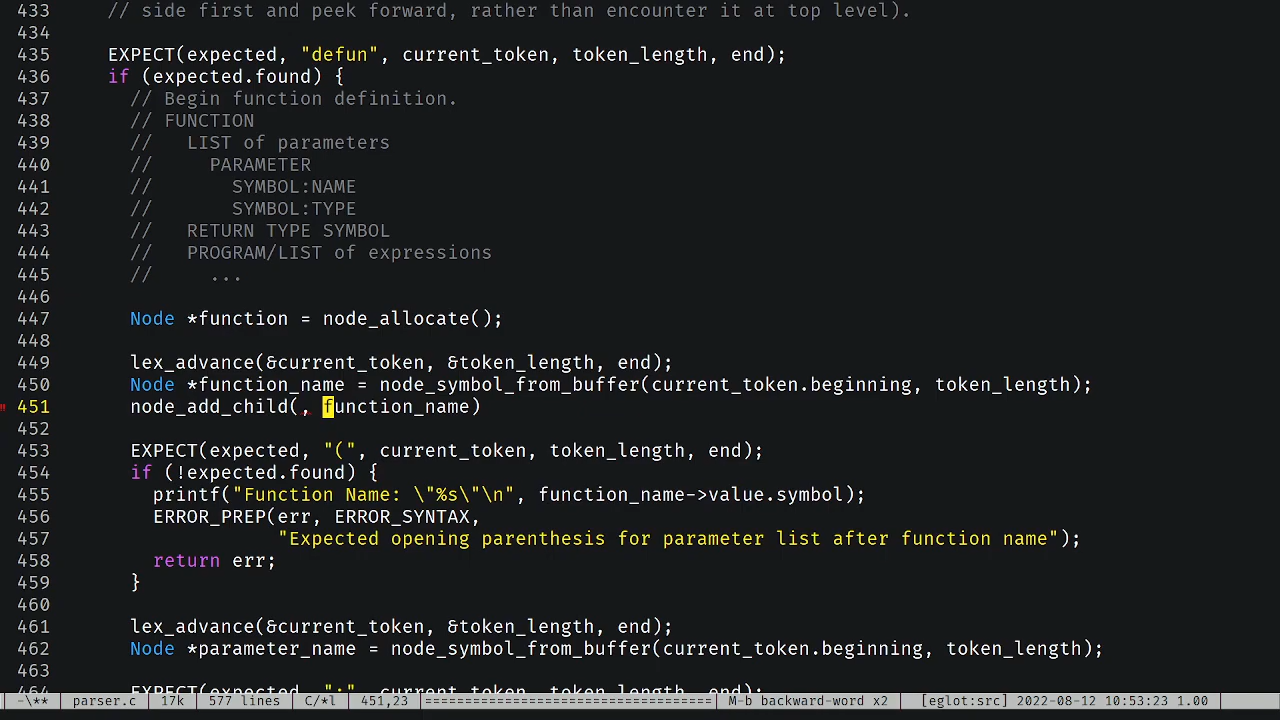 433     // side first and peek forward, rather than encounter it at top level).
434
435     EXPECT(expected, "defun", current_token, token_length, end);
436     if (expected.found) {
437       // Begin function definition.
438       // FUNCTION
439       //   LIST of parameters
440       //     PARAMETER
441       //       SYMBOL:NAME
442       //       SYMBOL:TYPE
443       //   RETURN TYPE SYMBOL
444       //   PROGRAM/LIST of expressions
445       //     ...
446
447       Node *function = node_allocate();
448
449       lex_advance(&current_token, &token_length, end);
450       Node *function_name = node_symbol_from_buffer(current_token.beginning, token_length);
451       node_add_child(, function_name)
452
453       EXPECT(expected, "(", current_token, token_length, end);
454       if (!expected.found) {
455         printf("Function Name: \"%s\"\n", function_name->value.symbol);
456         ERROR_PREP(err, ERROR_SYNTAX,
457                    "Expected opening parenthesis for parameter list after function name");
458         return err;
459       }
460
461       lex_advance(&current_token, &token_length, end);
462       Node *parameter_name = node_symbol_from_buffer(current_token.beginning, token_length);
463
464       EXPECT(expected, ":", current_token, token_length, end);
-\** parser.c 17k 577 lines C/*l 451,23 ========================= M-b backward-word x2 [eglot:src] 2022-08-12 10:53:23 1.00